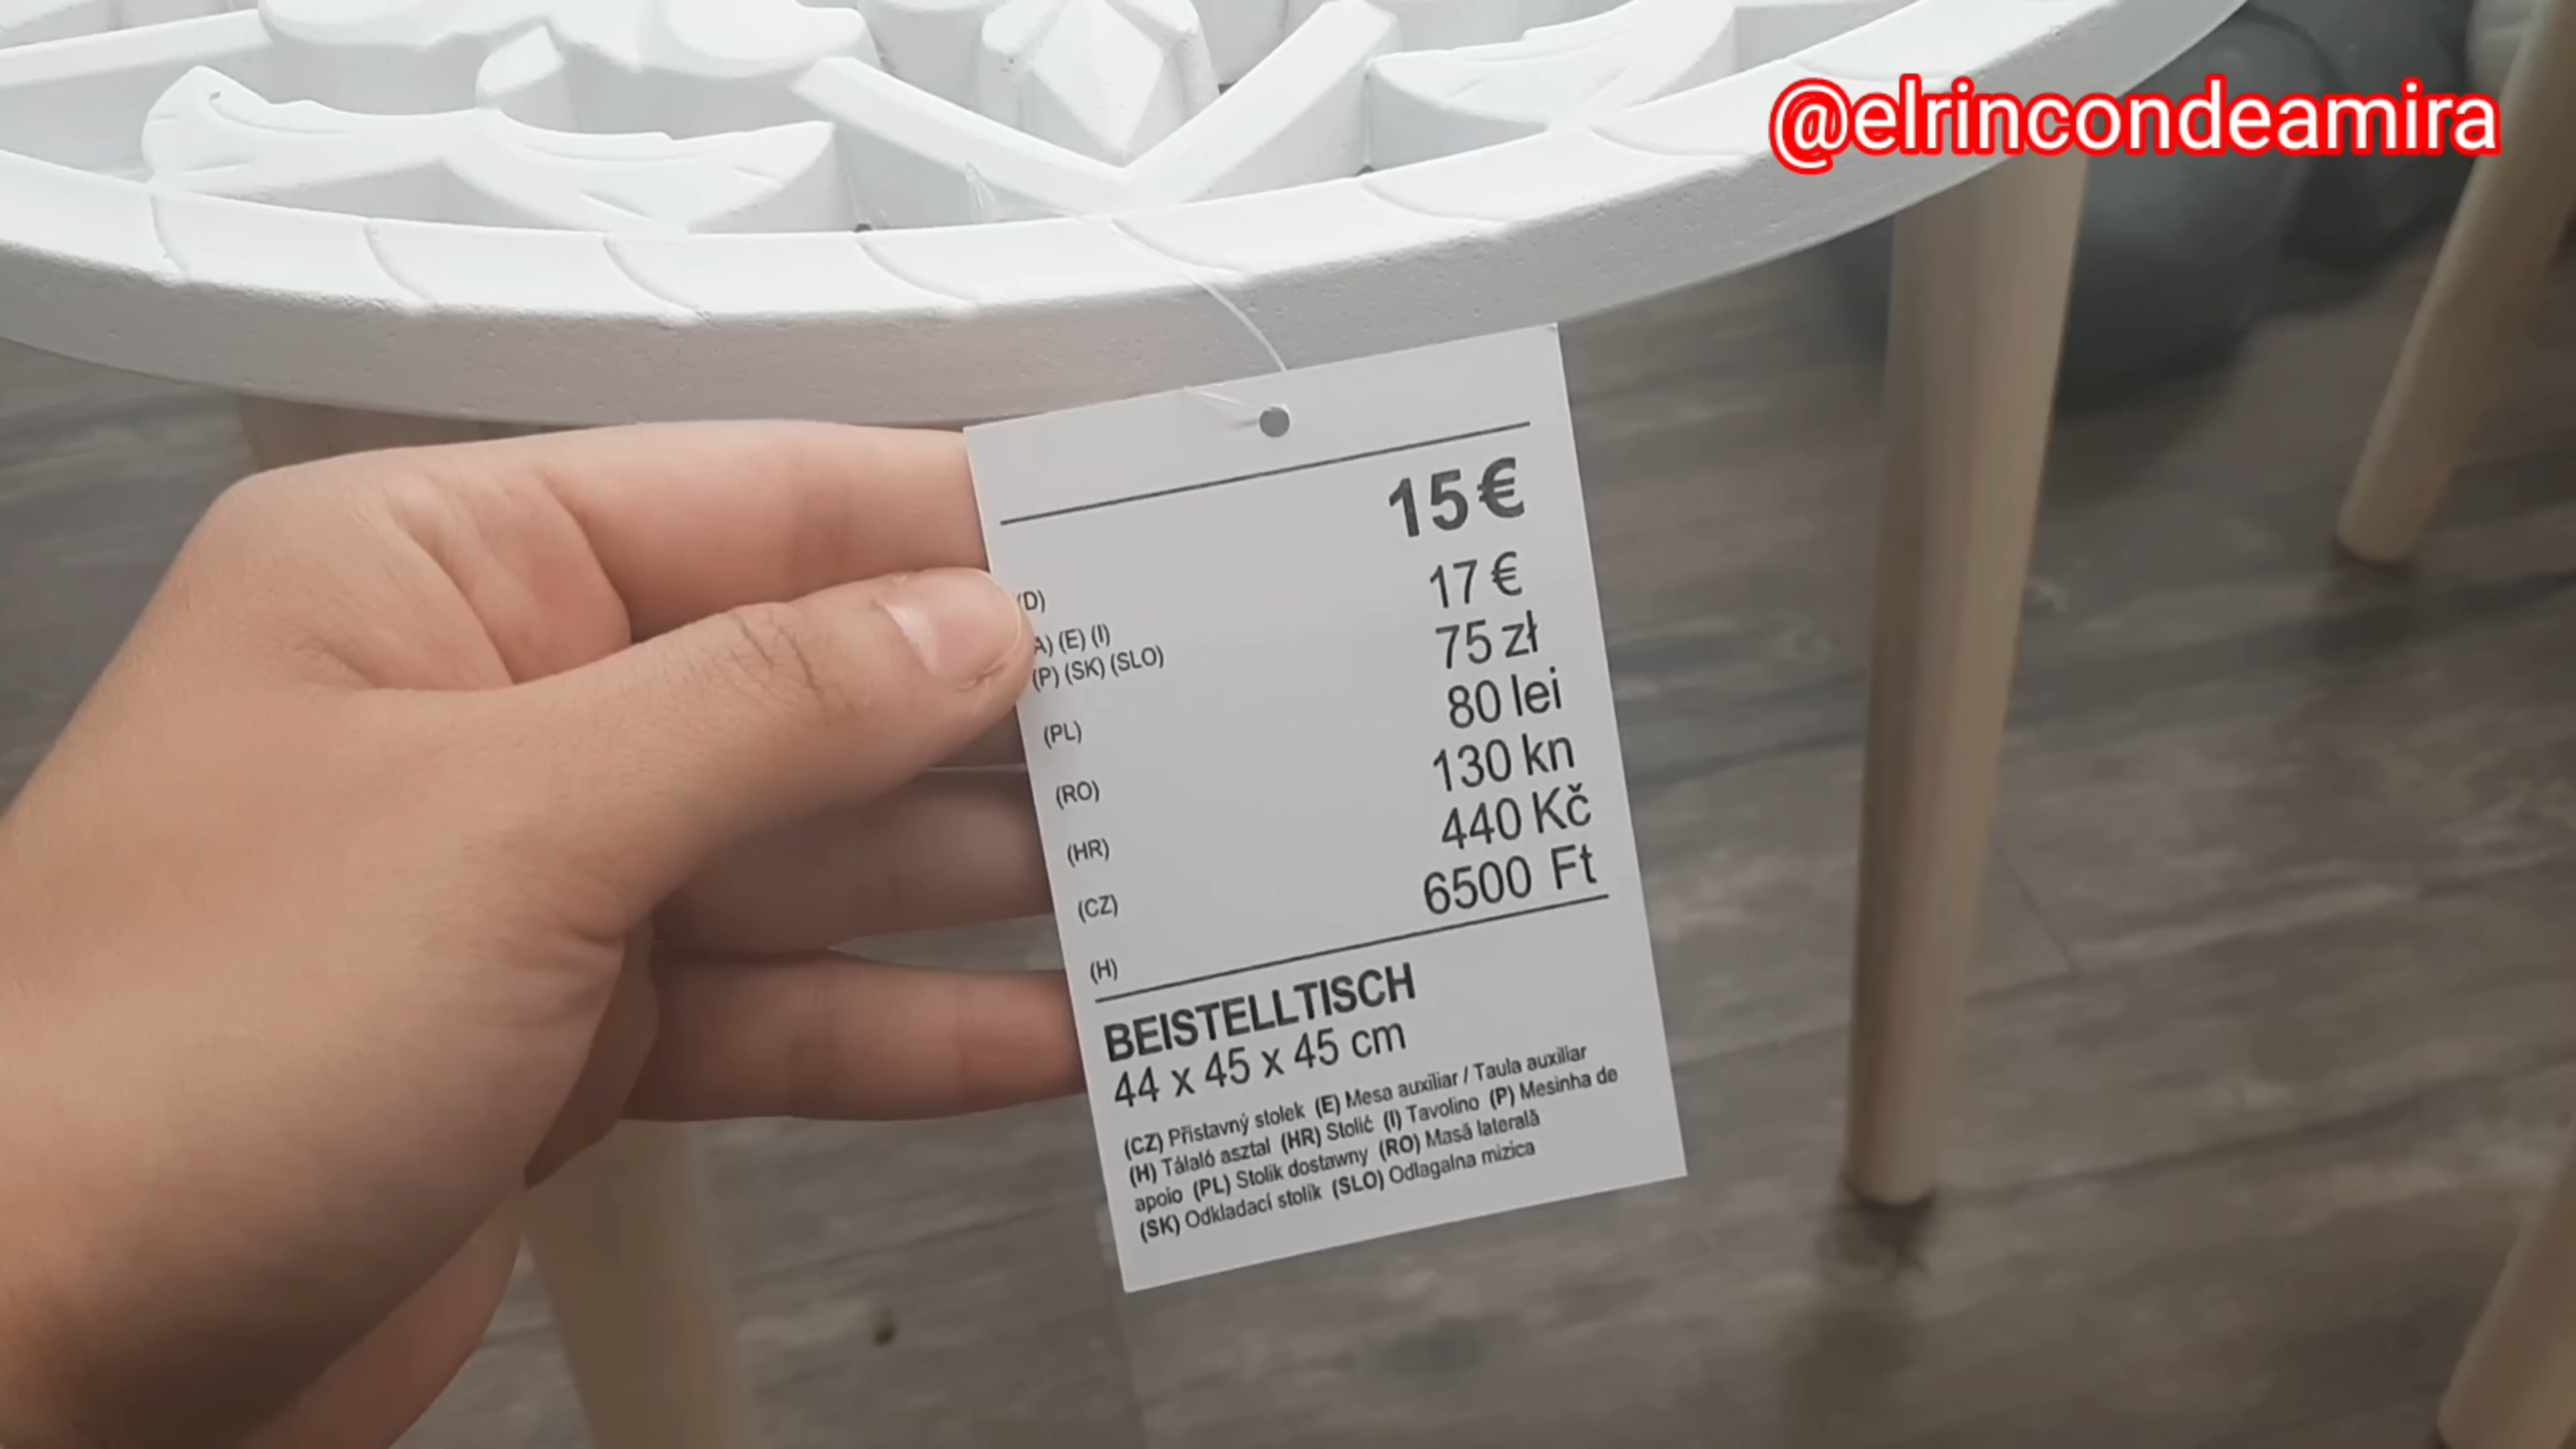 @elrincondeamira
15€
(D)
17€
A) (E) (I)
(P) (SK) (SLO)
75 zł
(PL)
80 lei
(RO)
130 kn
(HR)
440 Kč
(CZ)
6500 Ft
(H)
BEISTELLTISCH
44 x 45 x 45 cm
(CZ) Přístavný stolek (E) Mesa auxiliar / Taula auxiliar
(H) Tálaló asztal (HR) Stolić (I) Tavolino (P) Mesinha de
apoio (PL) Stolik dostawny (RO) Masă laterală
(SK) Odkladací stolík (SLO) Odlagalna mizica